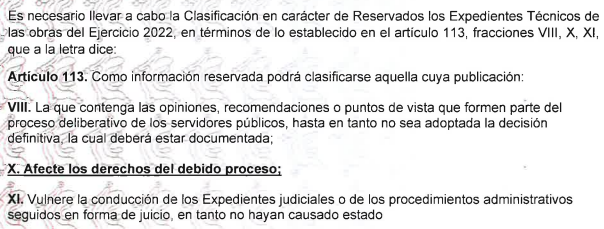 Es necesario llevar a cabo la Clasificación en carácter de Reservados los Expedientes Técnicos de
las obras del Ejercicio 2022, en términos de lo establecido en el artículo 113, fracciones VIII, X, XI,
que a la letra dice:
Artículo 113. Como información reservada podrá clasificarse aquella cuya publicación:
VIII. La que contenga las opiniones, recomendaciones o puntos de vista que formen parte del
proceso deliberativo de los servidores públicos, hasta en tanto no sea adoptada la decisión
definitiva, la cual deberá estar documentada;
X. Afecte los derechos del debido proceso;
XI. Vulnere la conducción de los Expedientes judiciales o de los procedimientos administrativos
seguidos en forma de juicio, en tanto no hayan causado estado